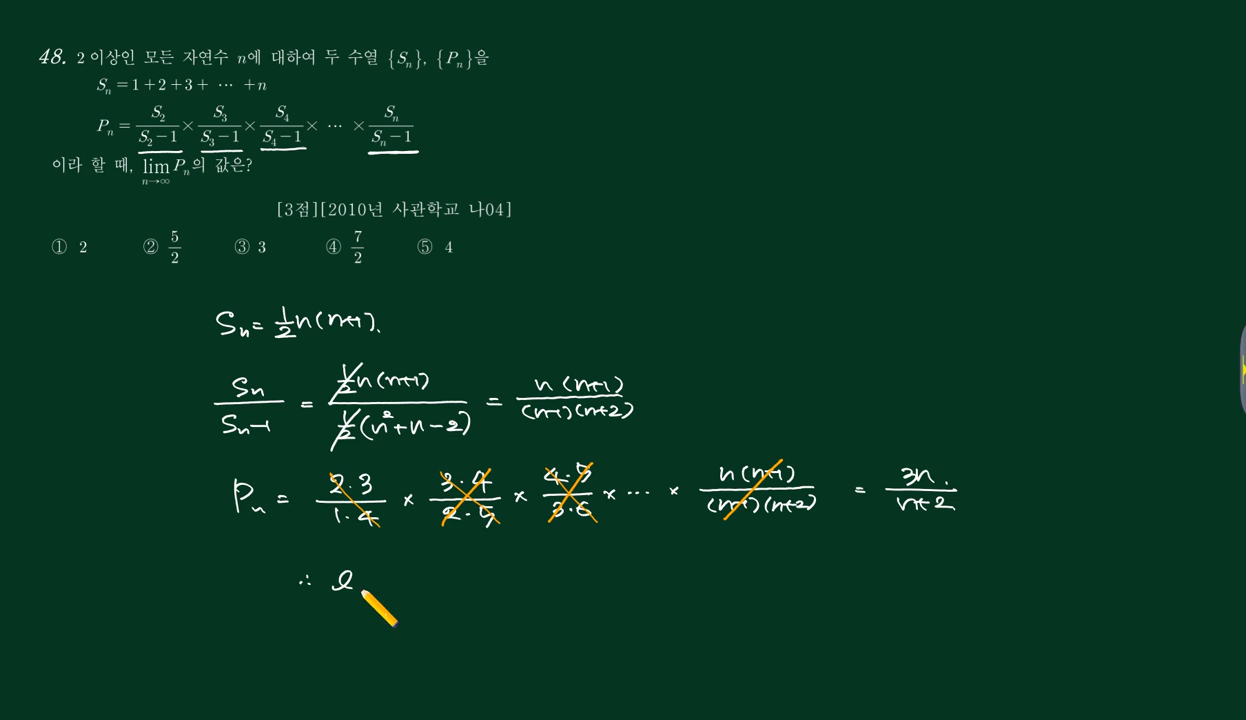 48. 2 이상인 모든 자연수 n에 대하여 두 수열 {Sₙ}, {Pₙ}을
Sₙ = 1+2+3+ ⋯ +n
Pₙ = S₂/(S₂−1) × S₃/(S₃−1) × S₄/(S₄−1) × ⋯ × Sₙ/(Sₙ−1)
이라 할 때, lim n→∞ Pₙ의 값은?
[3점][2010년 사관학교 나04]
① 2 ② 5/2 ③ 3 ④ 7/2 ⑤ 4
Sₙ = 1/2 n(n+1).
Sₙ/(Sₙ−1) = 1/2 n(n+1) / 1/2 (n²+n−2) = n(n+1)/(n−1)(n+2)
Pₙ = 2·3/1·4 × 3·4/2·5 × 4·5/3·6 × ⋯ × n(n+1)/(n−1)(n+2) = 3n/n+2.
∴ l